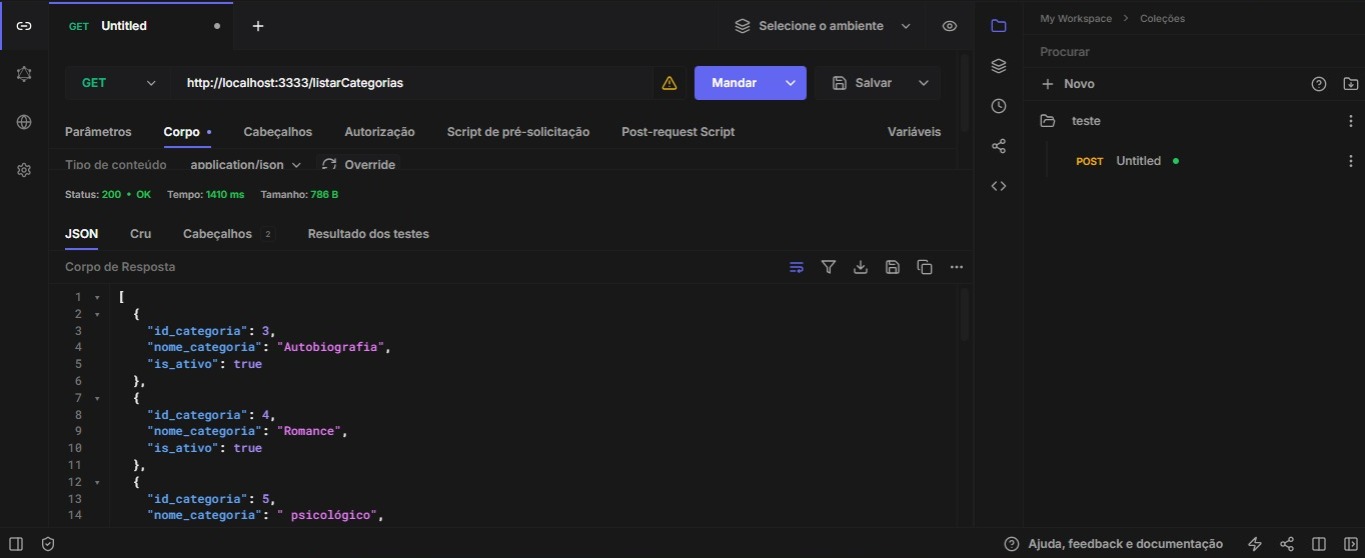 GET Untitled
Selecione o ambiente
My Workspace > Coleções
Procurar
GET
http://localhost:3333/listarCategorias
Mandar
Salvar
Novo
Parâmetros Corpo Cabeçalhos Autorização Script de pré-solicitação Post-request Script Variáveis
teste
Tipo de conteúdo application/json Override
POST Untitled
Status: 200 • OK Tempo: 1410 ms Tamanho: 786 B
JSON Cru Cabeçalhos 2 Resultado dos testes
Corpo de Resposta
1 [
2 {
3 "id_categoria": 3,
4 "nome_categoria": "Autobiografia",
5 "is_ativo": true
6 },
7 {
8 "id_categoria": 4,
9 "nome_categoria": "Romance",
10 "is_ativo": true
11 },
12 {
13 "id_categoria": 5,
14 "nome_categoria": " psicológico",
Ajuda, feedback e documentação